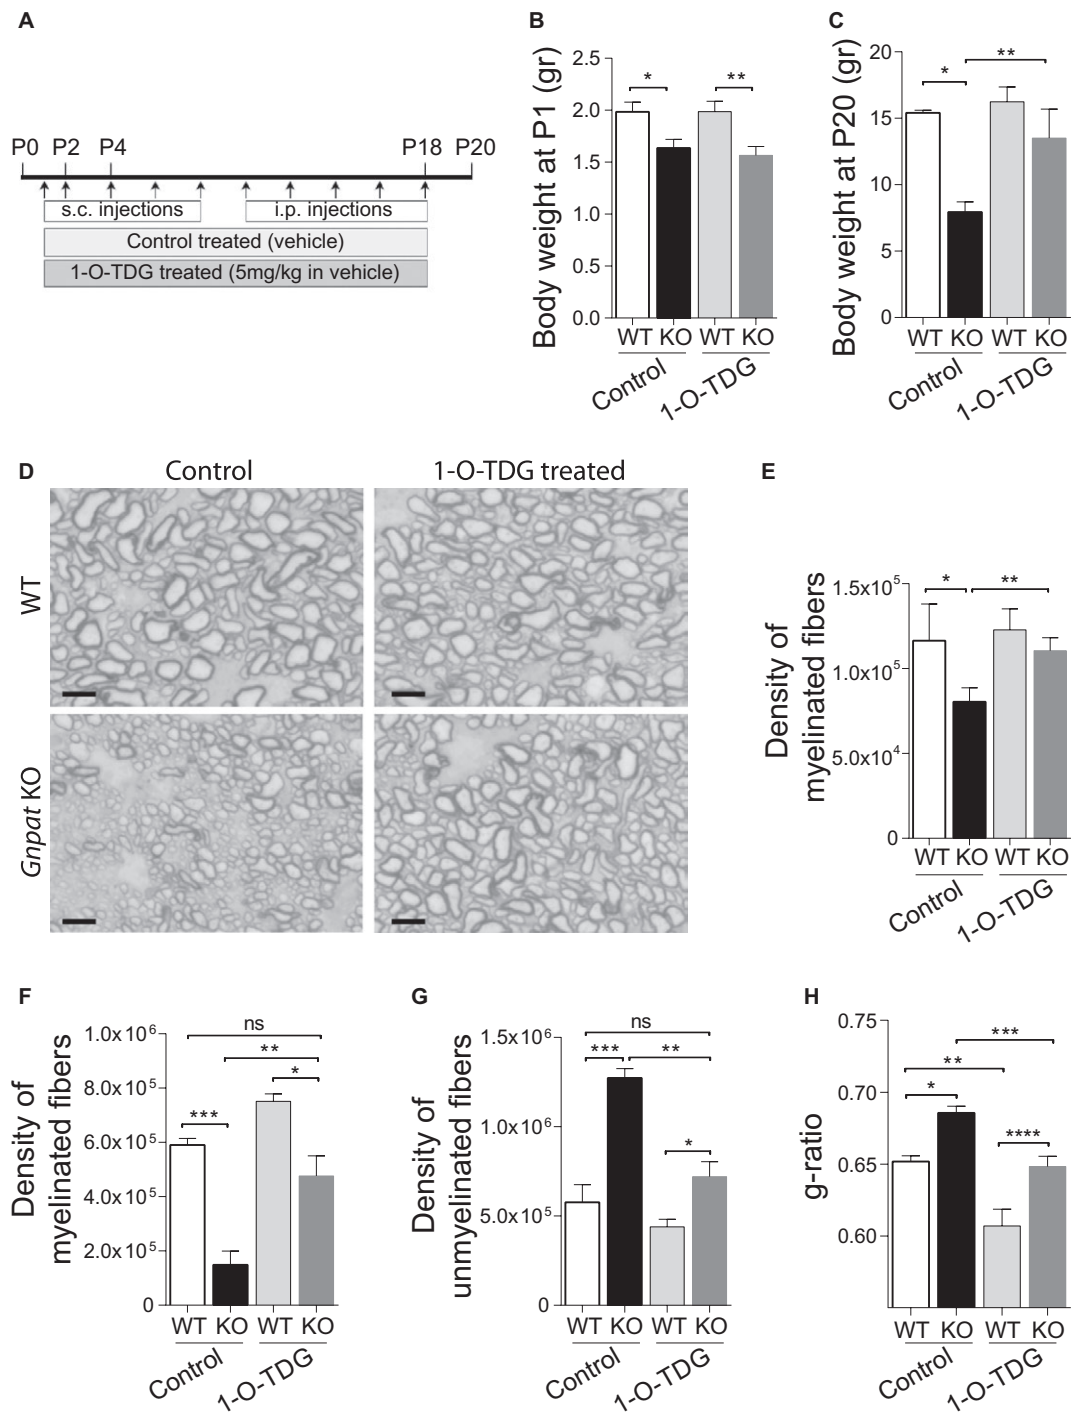 A
P0 P2 P4 P18 P20
s.c. injections i.p. injections
Control treated (vehicle)
1-O-TDG treated (5mg/kg in vehicle)
B
Body weight at P1 (gr)
2.5
2.0
1.5
1.0
0.5
0.0
* **
WT KO WT KO
Control 1-O-TDG
C
Body weight at P20 (gr)
20
15
10
5
0
**
*
WT KO WT KO
Control 1-O-TDG
D
Control 1-O-TDG treated
WT
Gnpat KO
E
Density of
myelinated fibers
1.5x10⁵
1.0x10⁵
5.0x10⁴
0
* **
WT KO WT KO
Control 1-O-TDG
F
Density of
myelinated fibers
1.0x10⁶
8.0x10⁵
6.0x10⁵
4.0x10⁵
2.0x10⁵
0
ns
**
*
***
WT KO WT KO
Control 1-O-TDG
G
Density of
unmyelinated fibers
1.5x10⁶
1.0x10⁶
5.0x10⁵
0
ns
*** **
*
WT KO WT KO
Control 1-O-TDG
H
g-ratio
0.75
0.70
0.65
0.60
***
**
*
****
WT KO WT KO
Control 1-O-TDG